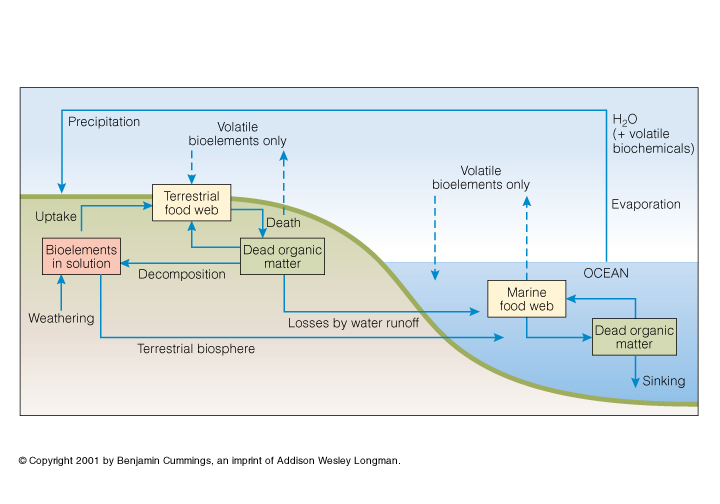 Precipitation
Volatile
bioelements only
H₂O
(+ volatile
biochemicals)
Volatile
bioelements only
Terrestrial
food web
Uptake
Evaporation
Death
Bioelements
in solution
Dead organic
matter
Decomposition
OCEAN
Marine
food web
Weathering
Losses by water runoff
Dead organic
matter
Terrestrial biosphere
Sinking
© Copyright 2001 by Benjamin Cummings, an imprint of Addison Wesley Longman.